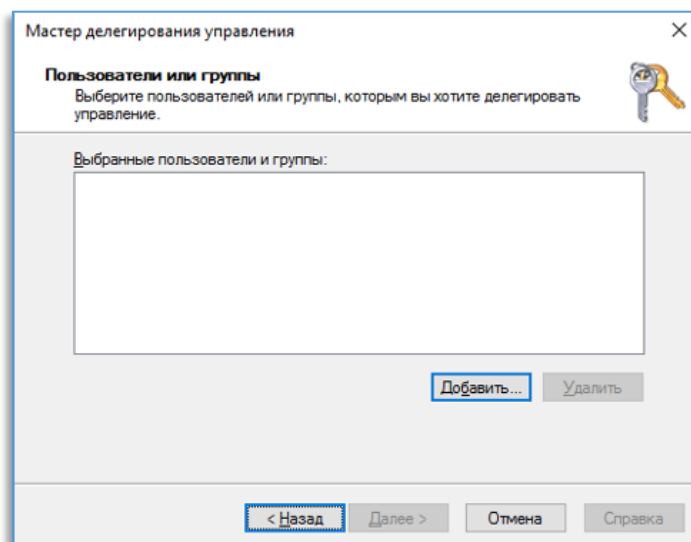 Мастер делегирования управления
Пользователи или группы
Выберите пользователей или группы, которым вы хотите делегировать
управление.
Выбранные пользователи и группы:
Добавить...
Удалить
< Назад
Далее >
Отмена
Справка